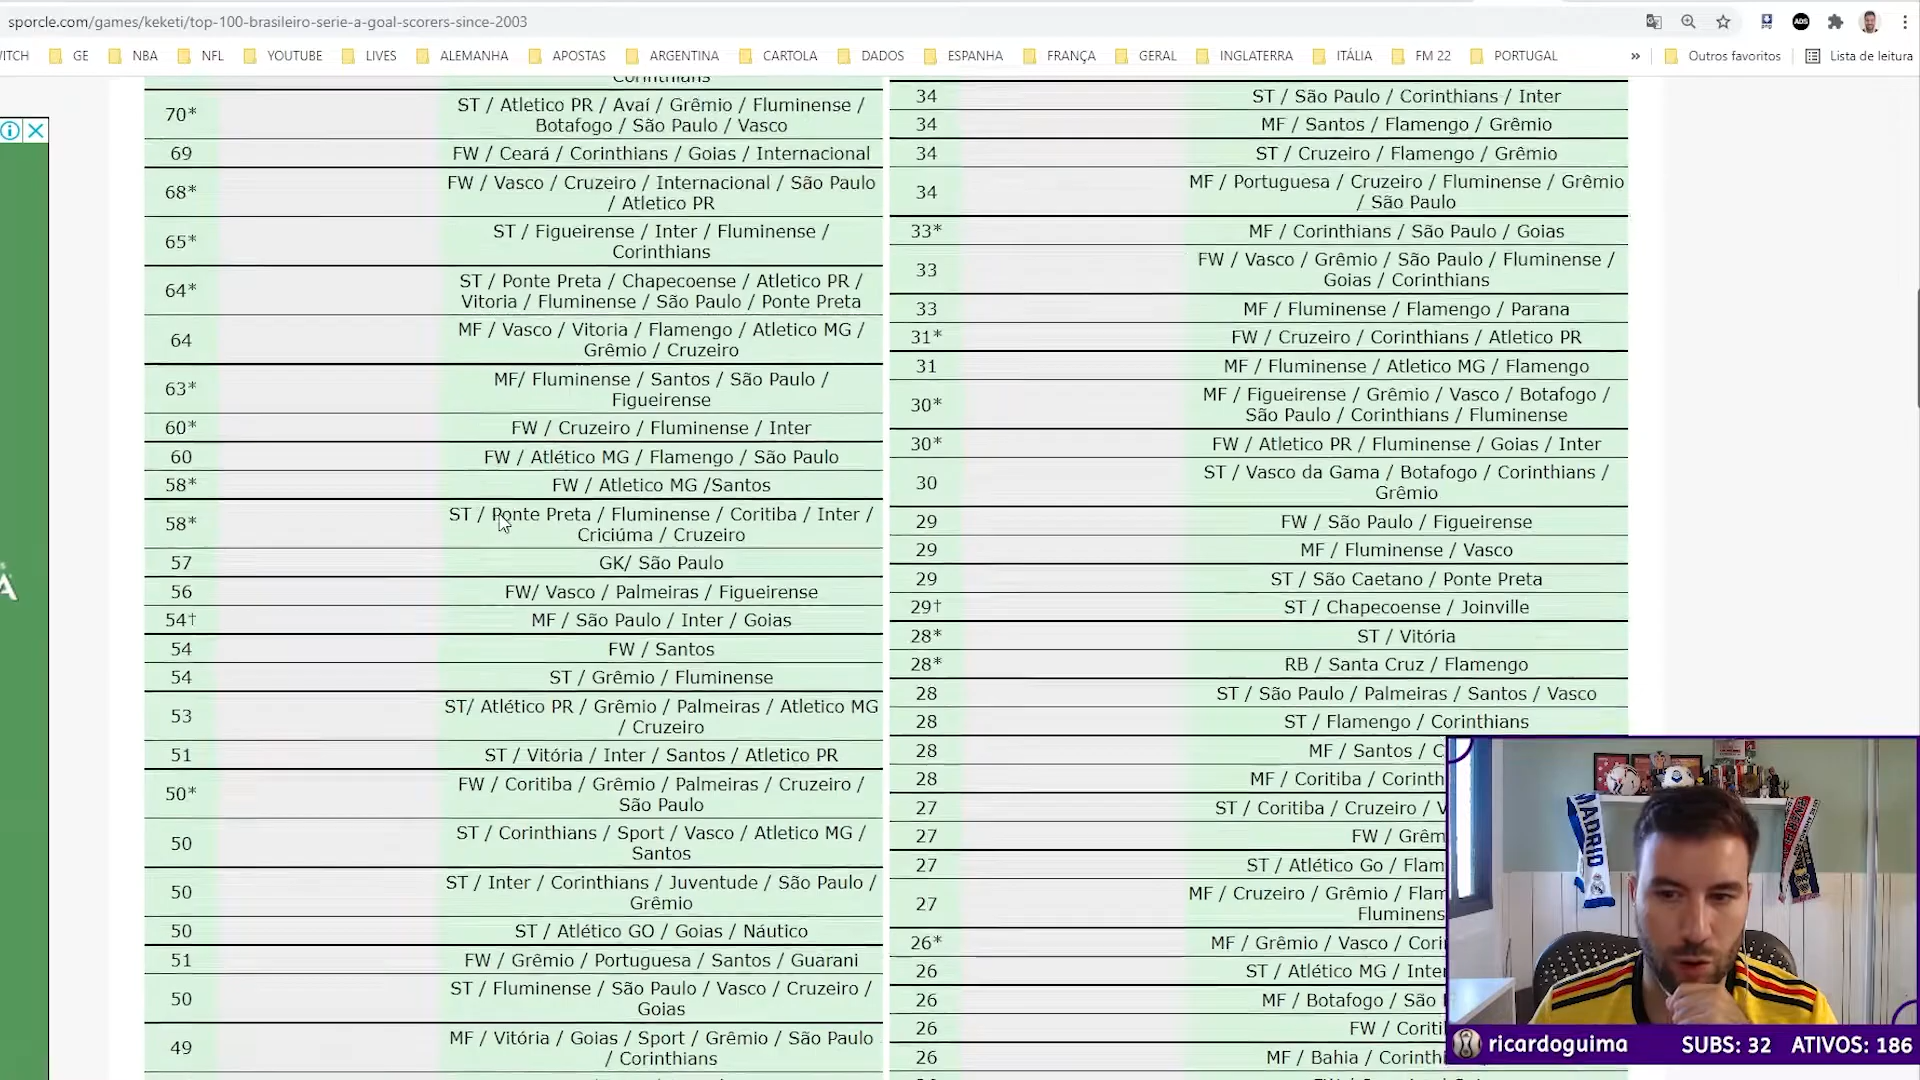 sporcle.com/games/keketi/top-100-brasileiro-serie-a-goal-scorers-since-2003
ITCH GE NBA NFL YOUTUBE LIVES ALEMANHA APOSTAS ARGENTINA CARTOLA DADOS ESPANHA FRANÇA GERAL INGLATERRA ITÁLIA FM 22 PORTUGAL » Outros favoritos Lista de leitura
Corinthians
70* ST / Atletico PR / Avaí / Grêmio / Fluminense /
Botafogo / São Paulo / Vasco
69 FW / Ceará / Corinthians / Goias / Internacional
68* FW / Vasco / Cruzeiro / Internacional / São Paulo
/ Atletico PR
65* ST / Figueirense / Inter / Fluminense /
Corinthians
64* ST / Ponte Preta / Chapecoense / Atletico PR /
Vitoria / Fluminense / São Paulo / Ponte Preta
64 MF / Vasco / Vitoria / Flamengo / Atletico MG /
Grêmio / Cruzeiro
63* MF/ Fluminense / Santos / São Paulo /
Figueirense
60* FW / Cruzeiro / Fluminense / Inter
60 FW / Atlético MG / Flamengo / São Paulo
58* FW / Atletico MG /Santos
58* ST / Ponte Preta / Fluminense / Coritiba / Inter /
Criciúma / Cruzeiro
57 GK/ São Paulo
56 FW/ Vasco / Palmeiras / Figueirense
54† MF / São Paulo / Inter / Goias
54 FW / Santos
54 ST / Grêmio / Fluminense
53 ST/ Atlético PR / Grêmio / Palmeiras / Atletico MG
/ Cruzeiro
51 ST / Vitória / Inter / Santos / Atletico PR
50* FW / Coritiba / Grêmio / Palmeiras / Cruzeiro /
São Paulo
50 ST / Corinthians / Sport / Vasco / Atletico MG /
Santos
50 ST / Inter / Corinthians / Juventude / São Paulo /
Grêmio
50 ST / Atlético GO / Goias / Náutico
51 FW / Grêmio / Portuguesa / Santos / Guarani
50 ST / Fluminense / São Paulo / Vasco / Cruzeiro /
Goias
49 MF / Vitória / Goias / Sport / Grêmio / São Paulo
/ Corinthians
34 ST / São Paulo / Corinthians / Inter
34 MF / Santos / Flamengo / Grêmio
34 ST / Cruzeiro / Flamengo / Grêmio
34 MF / Portuguesa / Cruzeiro / Fluminense / Grêmio
/ São Paulo
33* MF / Corinthians / São Paulo / Goias
33 FW / Vasco / Grêmio / São Paulo / Fluminense /
Goias / Corinthians
33 MF / Fluminense / Flamengo / Parana
31* FW / Cruzeiro / Corinthians / Atletico PR
31 MF / Fluminense / Atletico MG / Flamengo
30* MF / Figueirense / Grêmio / Vasco / Botafogo /
São Paulo / Corinthians / Fluminense
30* FW / Atletico PR / Fluminense / Goias / Inter
30 ST / Vasco da Gama / Botafogo / Corinthians /
Grêmio
29 FW / São Paulo / Figueirense
29 MF / Fluminense / Vasco
29 ST / São Caetano / Ponte Preta
29† ST / Chapecoense / Joinville
28* ST / Vitória
28* RB / Santa Cruz / Flamengo
28 ST / São Paulo / Palmeiras / Santos / Vasco
28 ST / Flamengo / Corinthians
28 MF / Santos / C
28 MF / Coritiba / Corinth
27 ST / Coritiba / Cruzeiro / V
27 FW / Grêm
27 ST / Atlético Go / Flam
27 MF / Cruzeiro / Grêmio / Flam
Fluminens
26* MF / Grêmio / Vasco / Cori
26 ST / Atlético MG / Inte
26 MF / Botafogo / São
26 FW / Coriti
26 MF / Bahia / Corinth
MADRID
ricardoguima SUBS: 32 ATIVOS: 186